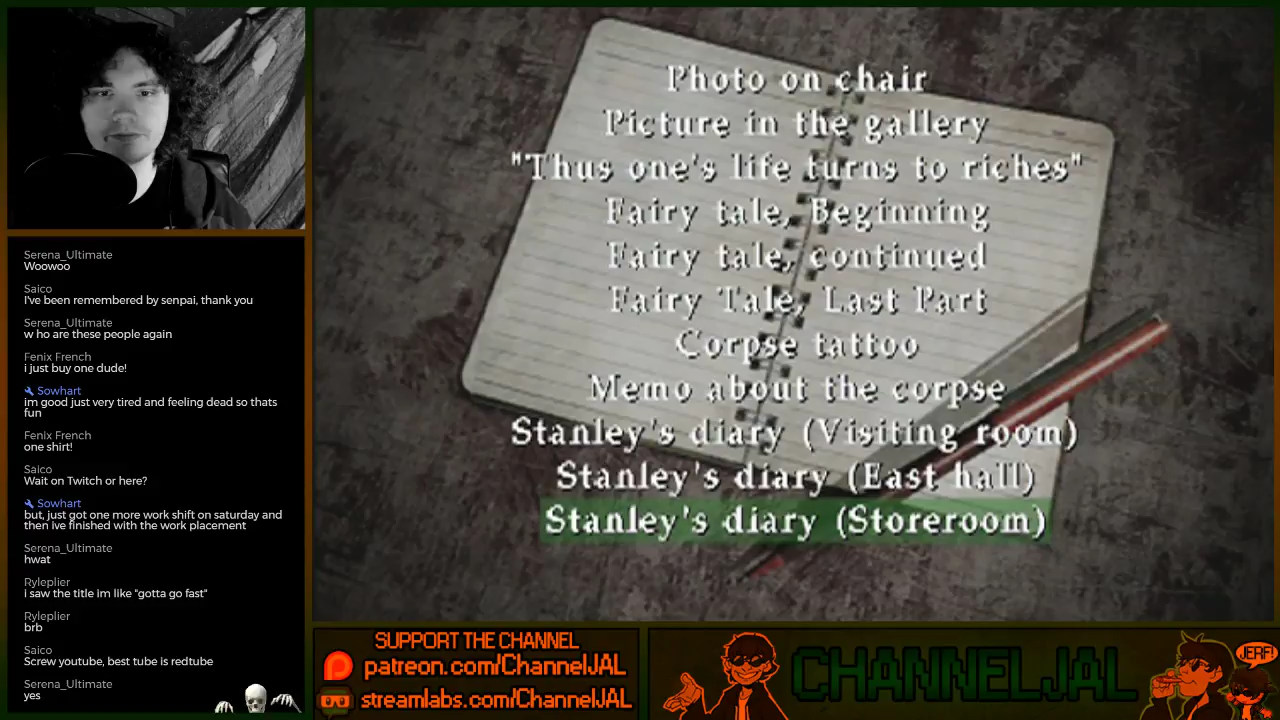 Serena_Ultimate
Woowoo
Saico
I've been remembered by senpai, thank you
Serena_Ultimate
w ho are these people again
Fenix French
i just buy one dude!
Sowhart
im good just very tired and feeling dead so thats
fun
Fenix French
one shirt!
Saico
Wait on Twitch or here?
Sowhart
but, just got one more work shift on saturday and
then ive finished with the work placement
Serena_Ultimate
hwat
Ryleplier
i saw the title im like "gotta go fast"
Ryleplier
brb
Saico
Screw youtube, best tube is redtube
Serena_Ultimate
yes
Photo on chair
Picture in the gallery
"Thus one's life turns to riches"
Fairy tale, Beginning
Fairy tale, continued
Fairy Tale, Last Part
Corpse tattoo
Memo about the corpse
Stanley's diary (Visiting room)
Stanley's diary (East hall)
Stanley's diary (Storeroom)
SUPPORT THE CHANNEL
patreon.com/ChannelJAL
streamlabs.com/ChannelJAL
CHANNELJAL
JERF!